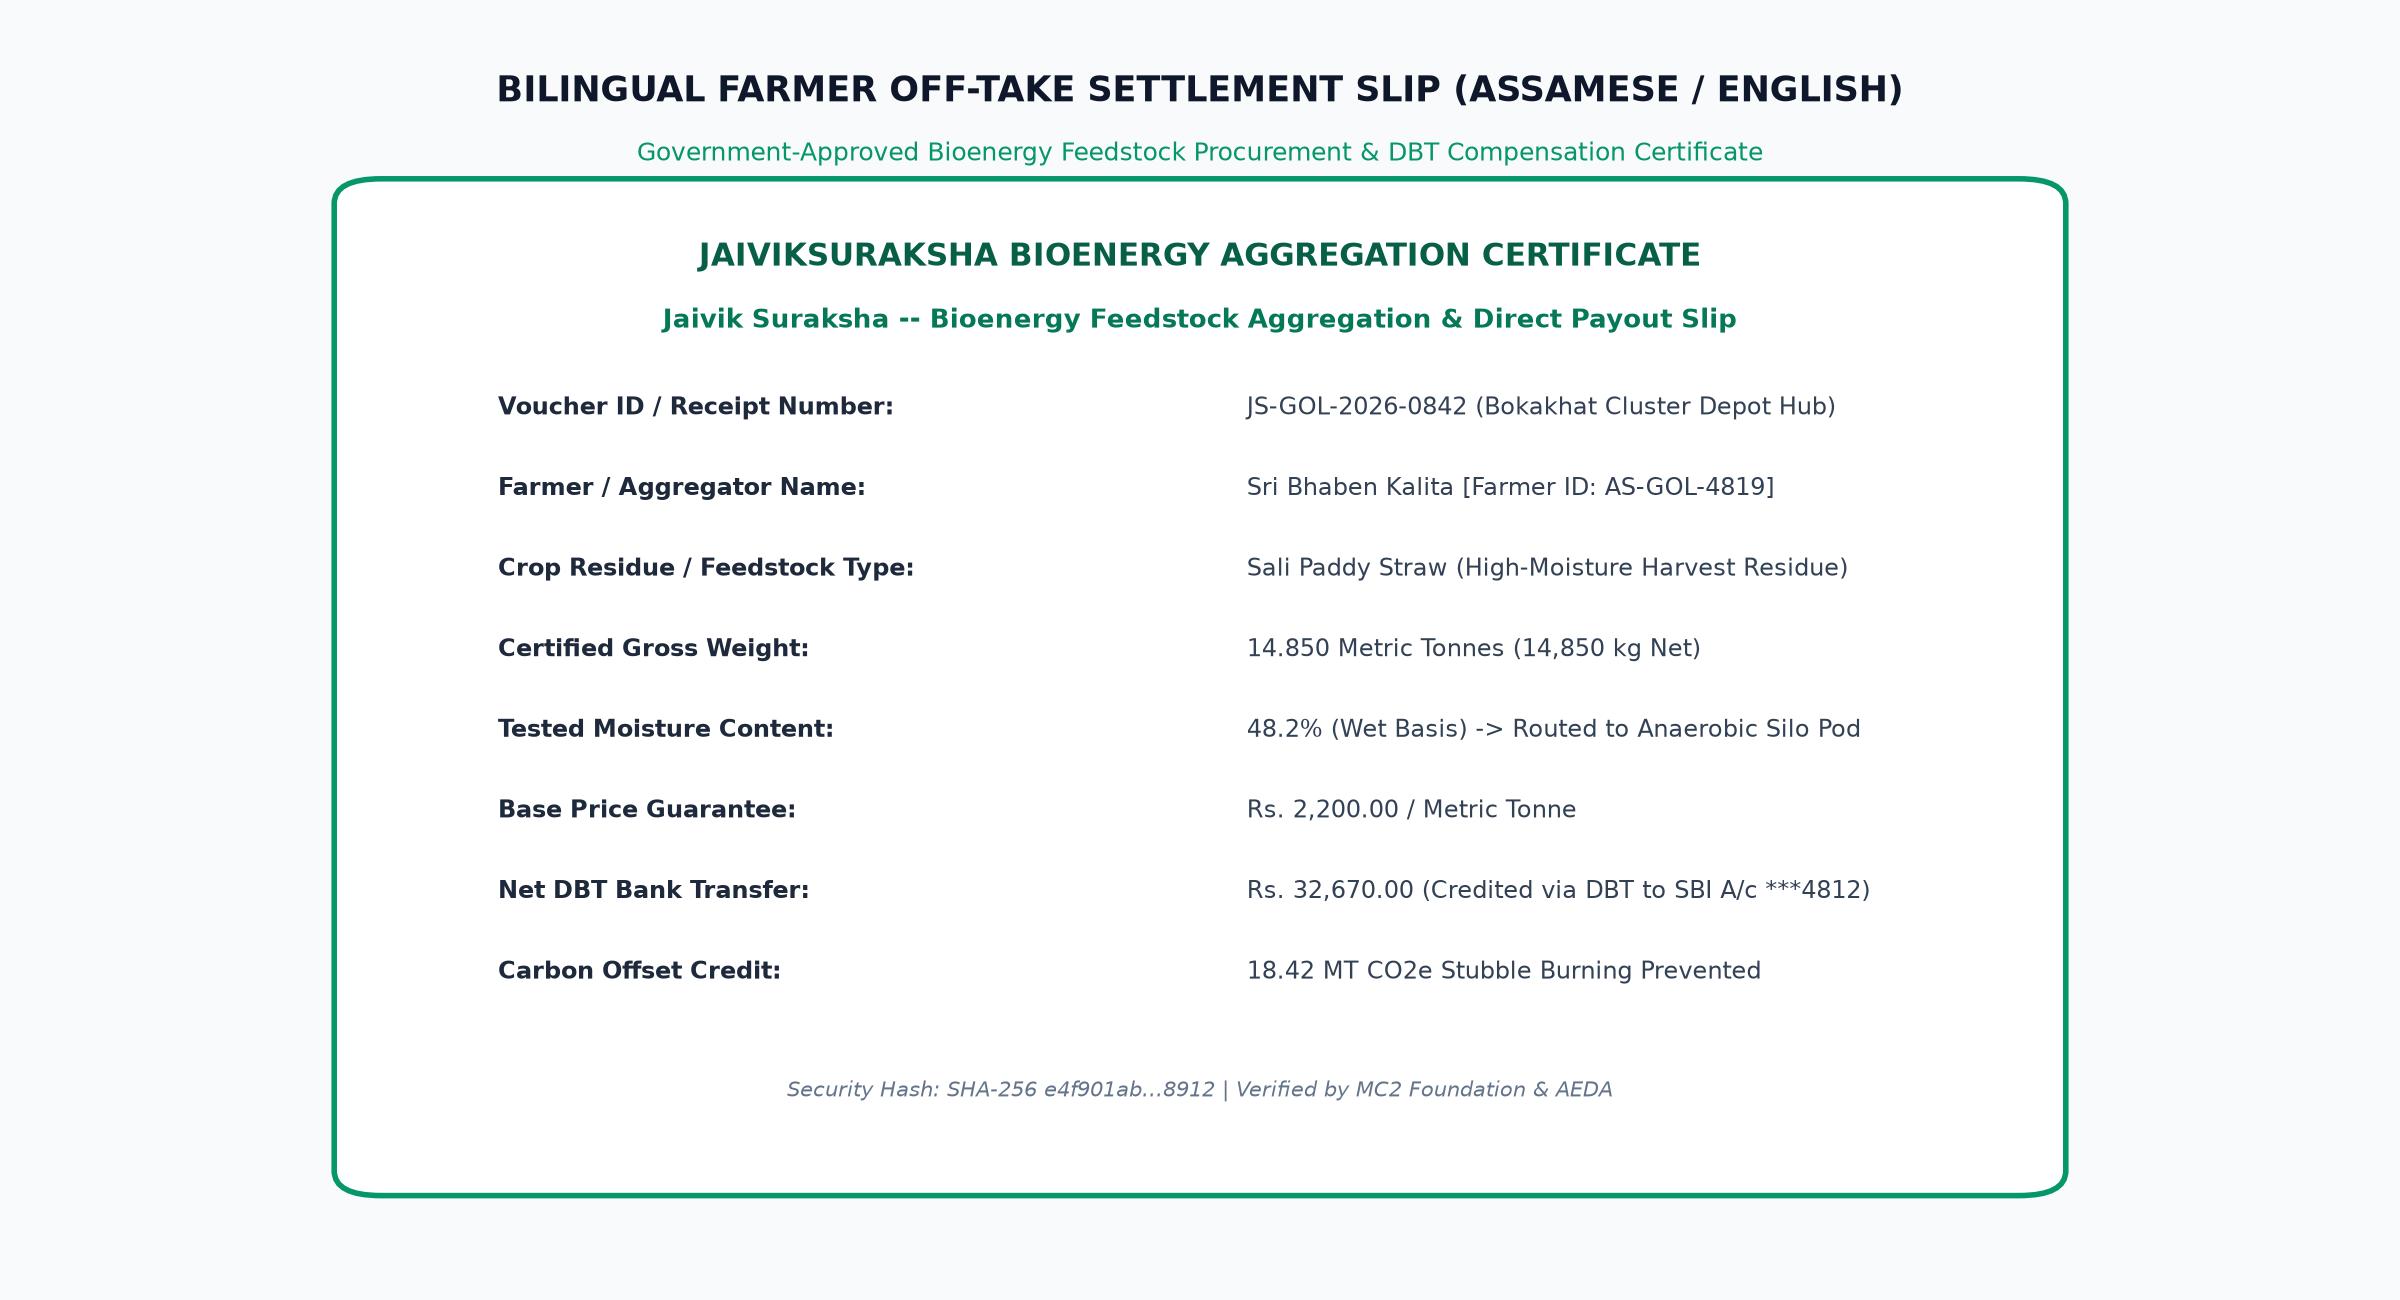 BILINGUAL FARMER OFF-TAKE SETTLEMENT SLIP (ASSAMESE / ENGLISH)
Government-Approved Bioenergy Feedstock Procurement & DBT Compensation Certificate
JAIVIKSURAKSHA BIOENERGY AGGREGATION CERTIFICATE
Jaivik Suraksha -- Bioenergy Feedstock Aggregation & Direct Payout Slip
Voucher ID / Receipt Number: JS-GOL-2026-0842 (Bokakhat Cluster Depot Hub)
Farmer / Aggregator Name: Sri Bhaben Kalita [Farmer ID: AS-GOL-4819]
Crop Residue / Feedstock Type: Sali Paddy Straw (High-Moisture Harvest Residue)
Certified Gross Weight: 14.850 Metric Tonnes (14,850 kg Net)
Tested Moisture Content: 48.2% (Wet Basis) -> Routed to Anaerobic Silo Pod
Base Price Guarantee: Rs. 2,200.00 / Metric Tonne
Net DBT Bank Transfer: Rs. 32,670.00 (Credited via DBT to SBI A/c ***4812)
Carbon Offset Credit: 18.42 MT CO2e Stubble Burning Prevented
Security Hash: SHA-256 e4f901ab...8912 | Verified by MC2 Foundation & AEDA